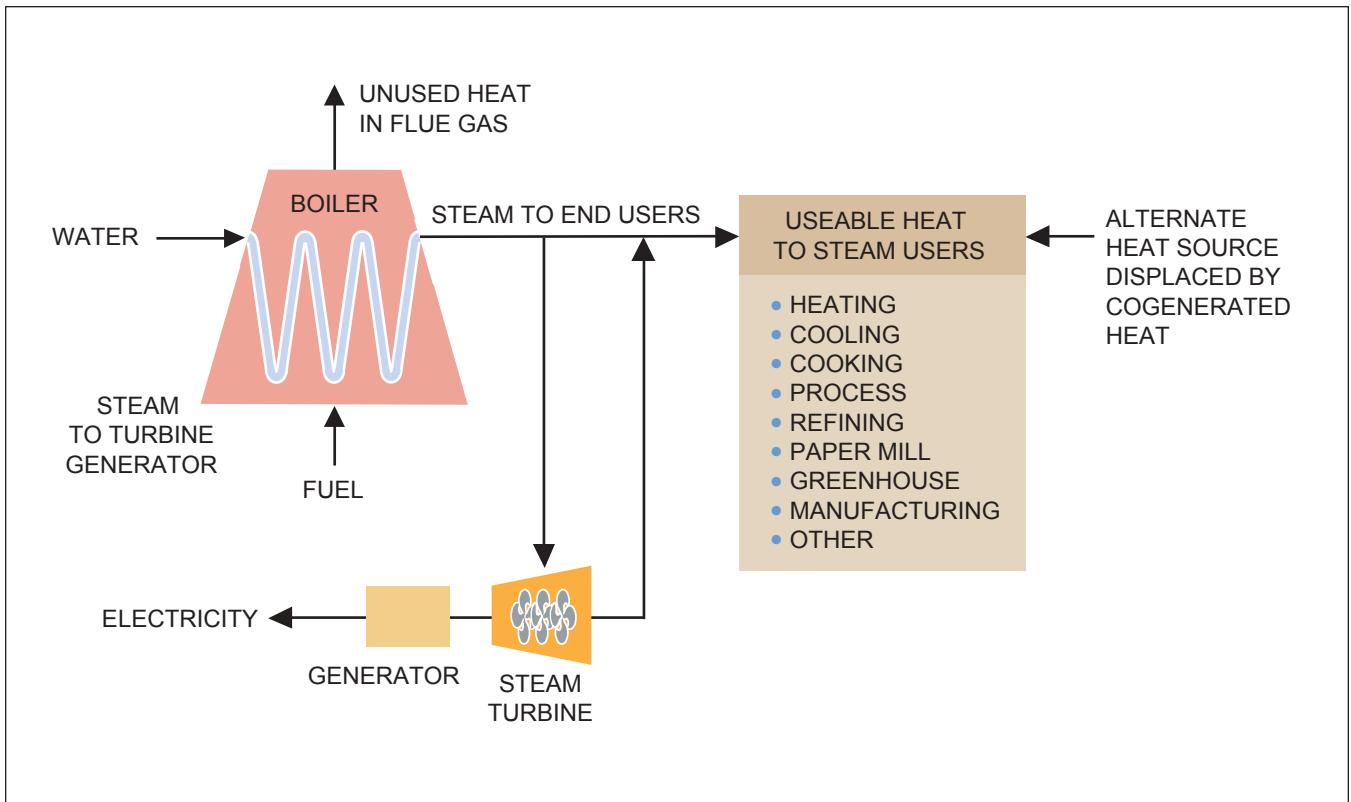 UNUSED HEAT
IN FLUE GAS
BOILER
WATER
STEAM TO END USERS
USEABLE HEAT
TO STEAM USERS
ALTERNATE
HEAT SOURCE
DISPLACED BY
COGENERATED
HEAT
• HEATING
• COOLING
• COOKING
• PROCESS
• REFINING
• PAPER MILL
• GREENHOUSE
• MANUFACTURING
• OTHER
STEAM
TO TURBINE
GENERATOR
FUEL
ELECTRICITY
GENERATOR
STEAM
TURBINE